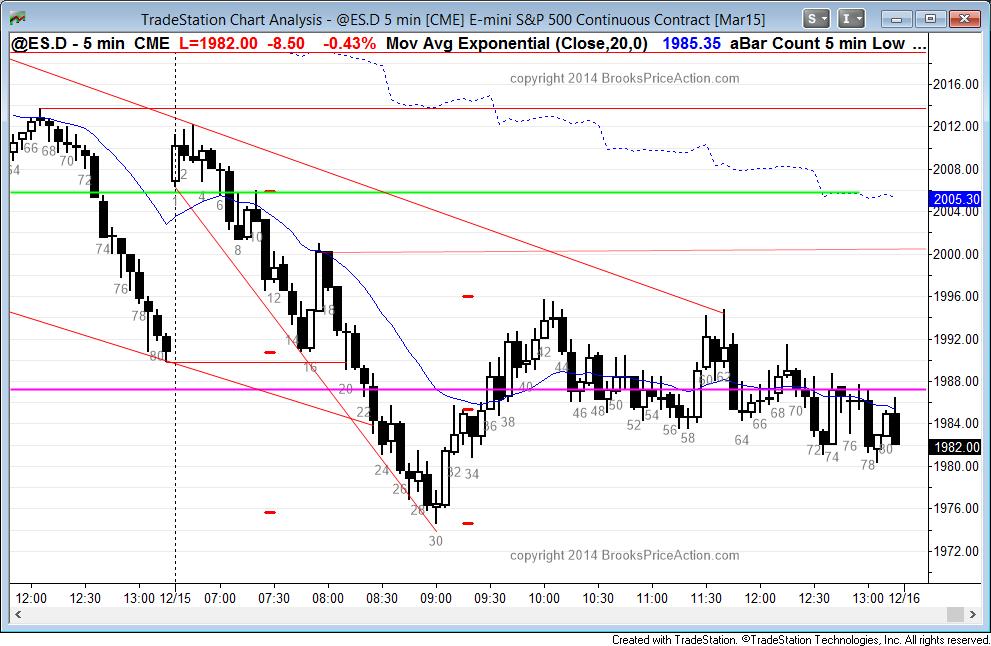 TradeStation Chart Analysis - @ES.D 5 min [CME] E-mini S&P 500 Continuous Contract [Mar15]
S I
@ES.D - 5 min CME L=1982.00 -8.50 -0.43% Mov Avg Exponential (Close,20,0) 1985.35 aBar Count 5 min Low ...
copyright 2014 BrooksPriceAction.com
2016.00
2012.00
2008.00
2005.30
2004.00
2000.00
1996.00
1992.00
1988.00
1984.00
1982.00
1980.00
1976.00
1972.00
64 66 68 70 72 74 76 78 80
2 4 6 8 10 12 14 16 18 20 22 24 26 28 30
32 34 36 38 40 42 44 46 48 50 52 54 56 58 60 62 64 66 68 70 72 74 76 78 80
copyright 2014 BrooksPriceAction.com
12:00 12:30 13:00 12/15 07:00 07:30 08:00 08:30 09:00 09:30 10:00 10:30 11:00 11:30 12:00 12:30 13:00 12/16
Created with TradeStation. ©TradeStation Technologies, Inc. All rights reserved.